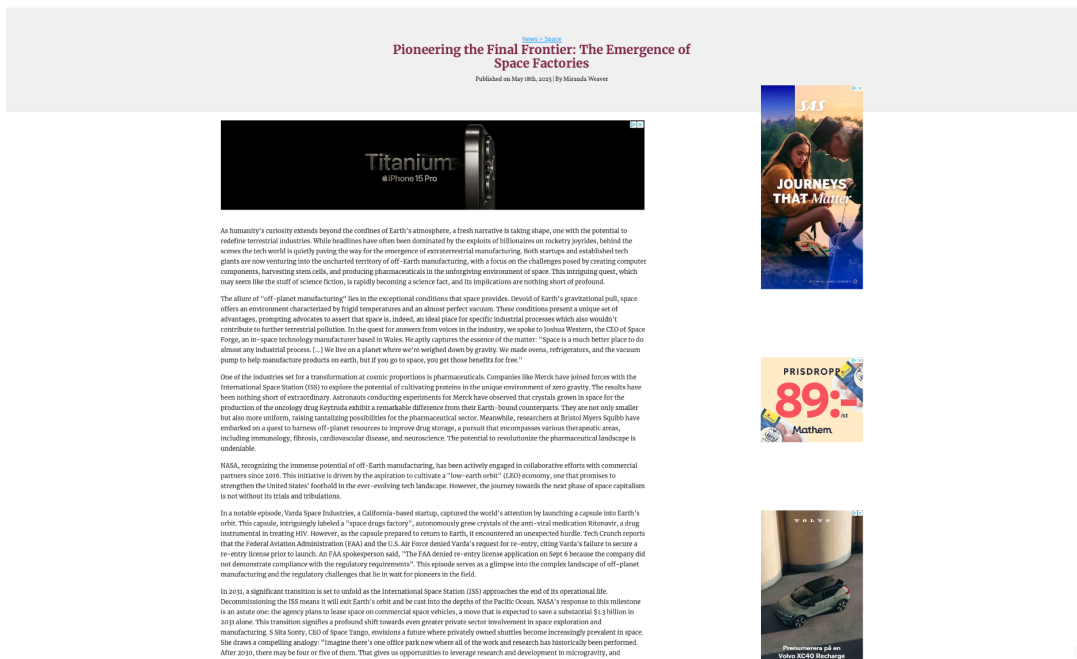 News > Space
Pioneering the Final Frontier: The Emergence of
Space Factories
Published on May 18th, 2023 | By Miranda Weaver
SAS
JOURNEYS
THAT Matter
Titanium
iPhone 15 Pro
As humanity's curiosity extends beyond the confines of Earth's atmosphere, a fresh narrative is taking shape, one with the potential to
redefine terrestrial industries. While headlines have often been dominated by the exploits of billionaires on rocketry joyrides, behind the
scenes the tech world is quietly paving the way for the emergence of extraterrestrial manufacturing. Both startups and established tech
giants are now venturing into the uncharted territory of off-Earth manufacturing, with a focus on the challenges posed by creating computer
components, harvesting stem cells, and producing pharmaceuticals in the unforgiving environment of space. This intriguing quest, which
may seem like the stuff of science fiction, is rapidly becoming a science fact, and its implications are nothing short of profound.
The allure of "off-planet manufacturing" lies in the exceptional conditions that space provides. Devoid of Earth's gravitational pull, space
offers an environment characterized by frigid temperatures and an almost perfect vacuum. These conditions present a unique set of
advantages, prompting advocates to assert that space is, indeed, an ideal place for specific industrial processes which also wouldn't
contribute to further terrestrial pollution. In the quest for answers from voices in the industry, we spoke to Joshua Western, the CEO of Space
Forge, an in-space technology manufacturer based in Wales. He aptly captures the essence of the matter: "Space is a much better place to do
almost any industrial process. [...] We live on a planet where we're weighed down by gravity. We made ovens, refrigerators, and the vacuum
pump to help manufacture products on earth, but if you go to space, you get those benefits for free."
One of the industries set for a transformation at cosmic proportions is pharmaceuticals. Companies like Merck have joined forces with the
International Space Station (ISS) to explore the potential of cultivating proteins in the unique environment of zero gravity. The results have
been nothing short of extraordinary. Astronauts conducting experiments for Merck have observed that crystals grown in space for the
production of the oncology drug Keytruda exhibit a remarkable difference from their Earth-bound counterparts. They are not only smaller
but also more uniform, raising tantalizing possibilities for the pharmaceutical sector. Meanwhile, researchers at Bristol Myers Squibb have
embarked on a quest to harness off-planet resources to improve drug storage, a pursuit that encompasses various therapeutic areas,
including immunology, fibrosis, cardiovascular disease, and neuroscience. The potential to revolutionize the pharmaceutical landscape is
undeniable.
PRISDROPP
89:-
/st
Mathem
NASA, recognizing the immense potential of off-Earth manufacturing, has been actively engaged in collaborative efforts with commercial
partners since 2016. This initiative is driven by the aspiration to cultivate a "low-earth orbit" (LEO) economy, one that promises to
strengthen the United States' foothold in the ever-evolving tech landscape. However, the journey towards the next phase of space capitalism
is not without its trials and tribulations.
In a notable episode, Varda Space Industries, a California-based startup, captured the world's attention by launching a capsule into Earth's
orbit. This capsule, intriguingly labeled a "space drugs factory", autonomously grew crystals of the anti-viral medication Ritonavir, a drug
instrumental in treating HIV. However, as the capsule prepared to return to Earth, it encountered an unexpected hurdle. Tech Crunch reports
that the Federal Aviation Administration (FAA) and the U.S. Air Force denied Varda's request for re-entry, citing Varda's failure to secure a
re-entry license prior to launch. An FAA spokesperson said, "The FAA denied re-entry license application on Sept 6 because the company did
not demonstrate compliance with the regulatory requirements". This episode serves as a glimpse into the complex landscape of off-planet
manufacturing and the regulatory challenges that lie in wait for pioneers in the field.
In 2031, a significant transition is set to unfold as the International Space Station (ISS) approaches the end of its operational life.
Decommissioning the ISS means it will exit Earth's orbit and be cast into the depths of the Pacific Ocean. NASA's response to this milestone
is an astute one: the agency plans to lease space on commercial space vehicles, a move that is expected to save a substantial $1.3 billion in
2031 alone. This transition signifies a profound shift towards even greater private sector involvement in space exploration and
manufacturing. S Sita Sonty, CEO of Space Tango, envisions a future where privately owned shuttles become increasingly prevalent in space.
She draws a compelling analogy: "Imagine there's one office park now where all of the work and research has historically been performed.
After 2030, there may be four or five of them. That gives us opportunities to leverage research and development in microgravity, and
VOLVO
Prenumerera på en
Volvo XC40 Recharge